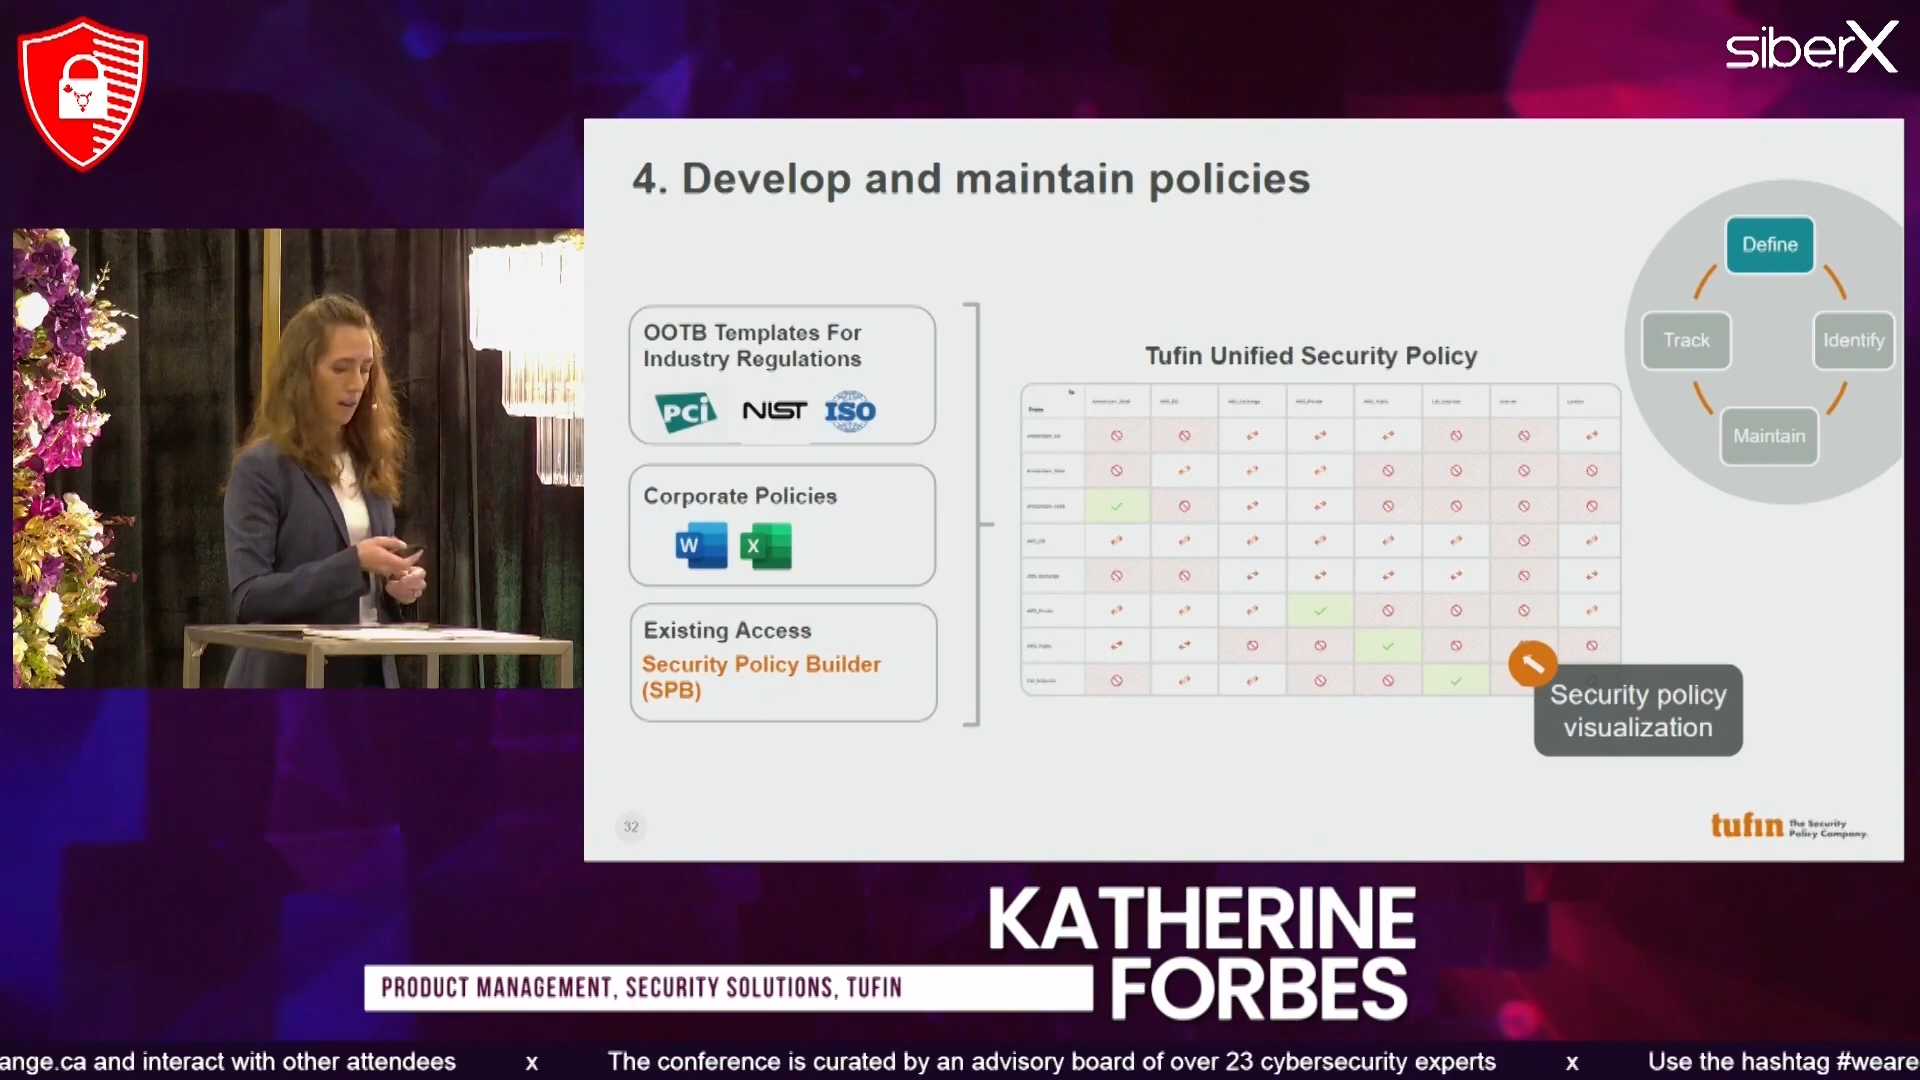 siberX
4. Develop and maintain policies
Define
Track
Identify
Maintain
OOTB Templates For
Industry Regulations
PCi
NIST
ISO
Corporate Policies
W
X
Existing Access
Security Policy Builder
(SPB)
Tufin Unified Security Policy
Security policy
visualization
32
tufin The Security
Policy Company.
KATHERINE
FORBES
PRODUCT MANAGEMENT, SECURITY SOLUTIONS, TUFIN
ange.ca and interact with other attendees x The conference is curated by an advisory board of over 23 cybersecurity experts x Use the hashtag #weare